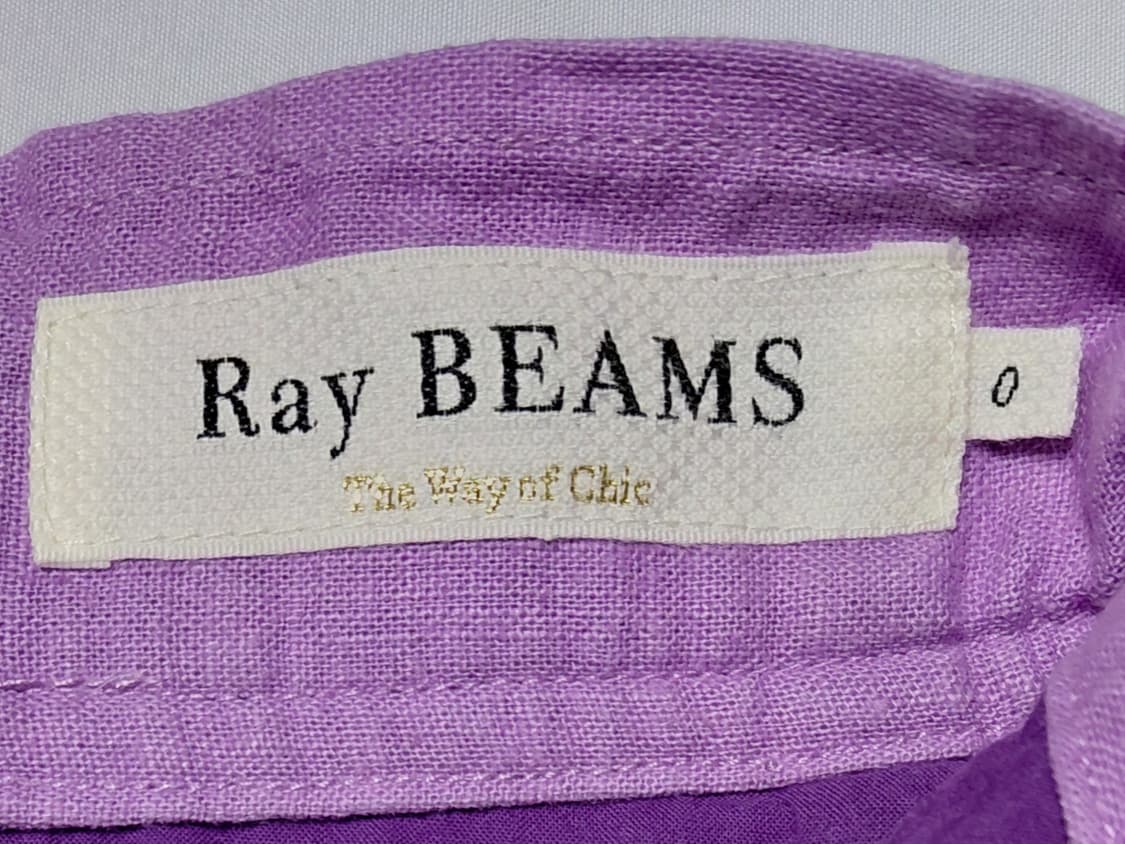 Ray BEAMS
0
The Way of Chic